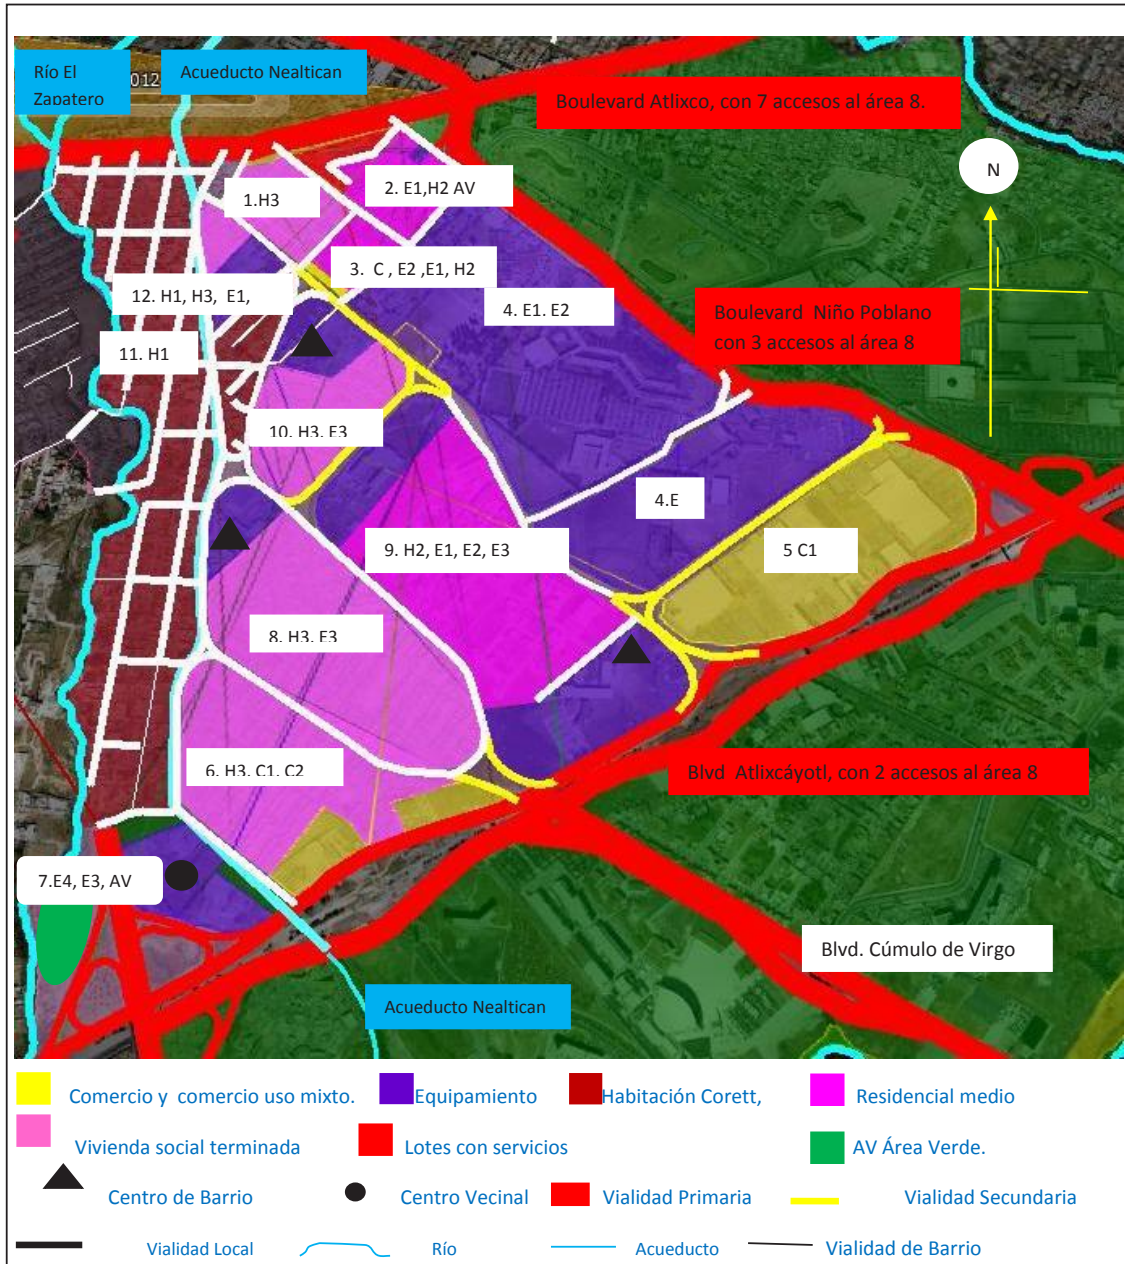 Río El
Zapatero
012
Acueducto Nealtican
Boulevard Atlixco, con 7 accesos al área 8.
N
2. E1,H2 AV
1.H3
3. C , E2 ,E1, H2
12. H1, H3, E1,
4. E1. E2
Boulevard Niño Poblano
con 3 accesos al área 8
11. H1
10. H3. E3
4.E
9. H2, E1, E2, E3
5 C1
8. H3. E3
6. H3. C1. C2
Blvd Atlixcáyotl, con 2 accesos al área 8
7.E4, E3, AV
Blvd. Cúmulo de Virgo
Acueducto Nealtican
Comercio y comercio uso mixto.
Equipamiento
Habitación Corett,
Residencial medio
Vivienda social terminada
Lotes con servicios
AV Área Verde.
Centro de Barrio
Centro Vecinal
Vialidad Primaria
Vialidad Secundaria
Vialidad Local
Río
Acueducto
Vialidad de Barrio